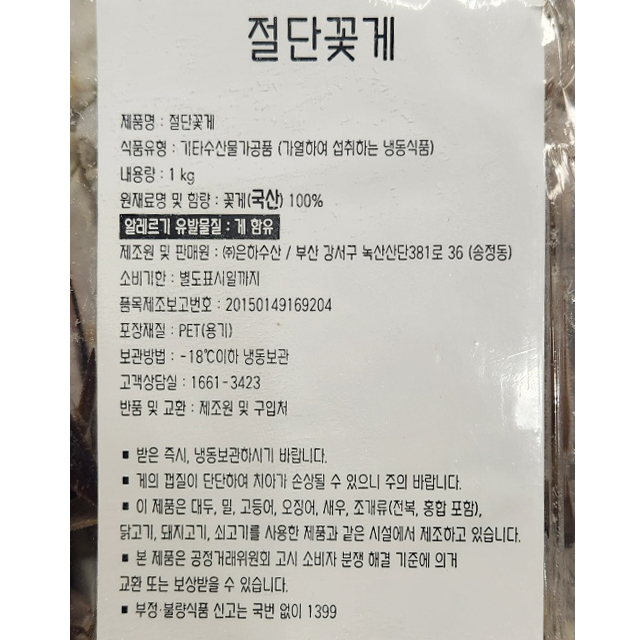 절단꽃게
제품명 : 절단꽃게
식품유형 : 기타수산물가공품 (가열하여 섭취하는 냉동식품)
내용량 : 1 kg
원재료명 및 함량 : 꽃게(국산) 100%
알레르기 유발물질 : 게 함유
제조원 및 판매원 : ㈜은하수산 / 부산 강서구 녹산산단381로 36 (송정동)
소비기한 : 별도표시일까지
품목제조보고번호 : 20150149169204
포장재질 : PET(용기)
보관방법 : -18℃이하 냉동보관
고객상담실 : 1661-3423
반품 및 교환 : 제조원 및 구입처
▪ 받은 즉시, 냉동보관하시기 바랍니다.
▪ 게의 껍질이 단단하여 치아가 손상될 수 있으니 주의 바랍니다.
▪ 이 제품은 대두, 밀, 고등어, 오징어, 새우, 조개류(전복, 홍합 포함),
닭고기, 돼지고기, 쇠고기를 사용한 제품과 같은 시설에서 제조하고 있습니다.
▪ 본 제품은 공정거래위원회 고시 소비자 분쟁 해결 기준에 의거
교환 또는 보상받을 수 있습니다.
▪ 부정·불량식품 신고는 국번 없이 1399